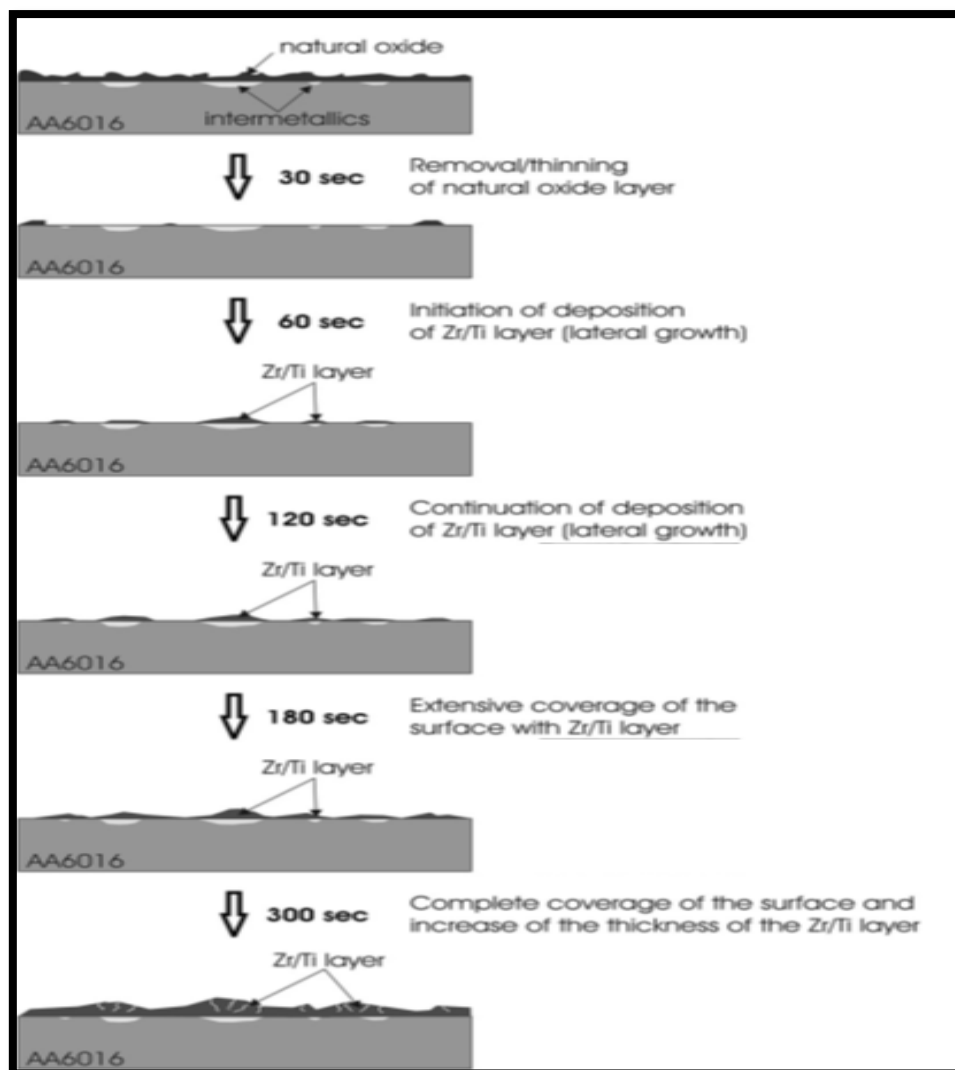 natural oxide
intermetallics
AA6016
30 sec
Removal/thinning
of natural oxide layer
AA6016
60 sec
Initiation of deposition
of Zr/Ti layer (lateral growth)
Zr/Ti layer
AA6016
120 sec
Continuation of deposition
of Zr/Ti layer (lateral growth)
Zr/Ti layer
AA6016
180 sec
Extensive coverage of the
surface with Zr/Ti layer
Zr/Ti layer
AA6016
300 sec
Complete coverage of the surface and
increase of the thickness of the Zr/Ti layer
Zr/Ti layer
AA6016